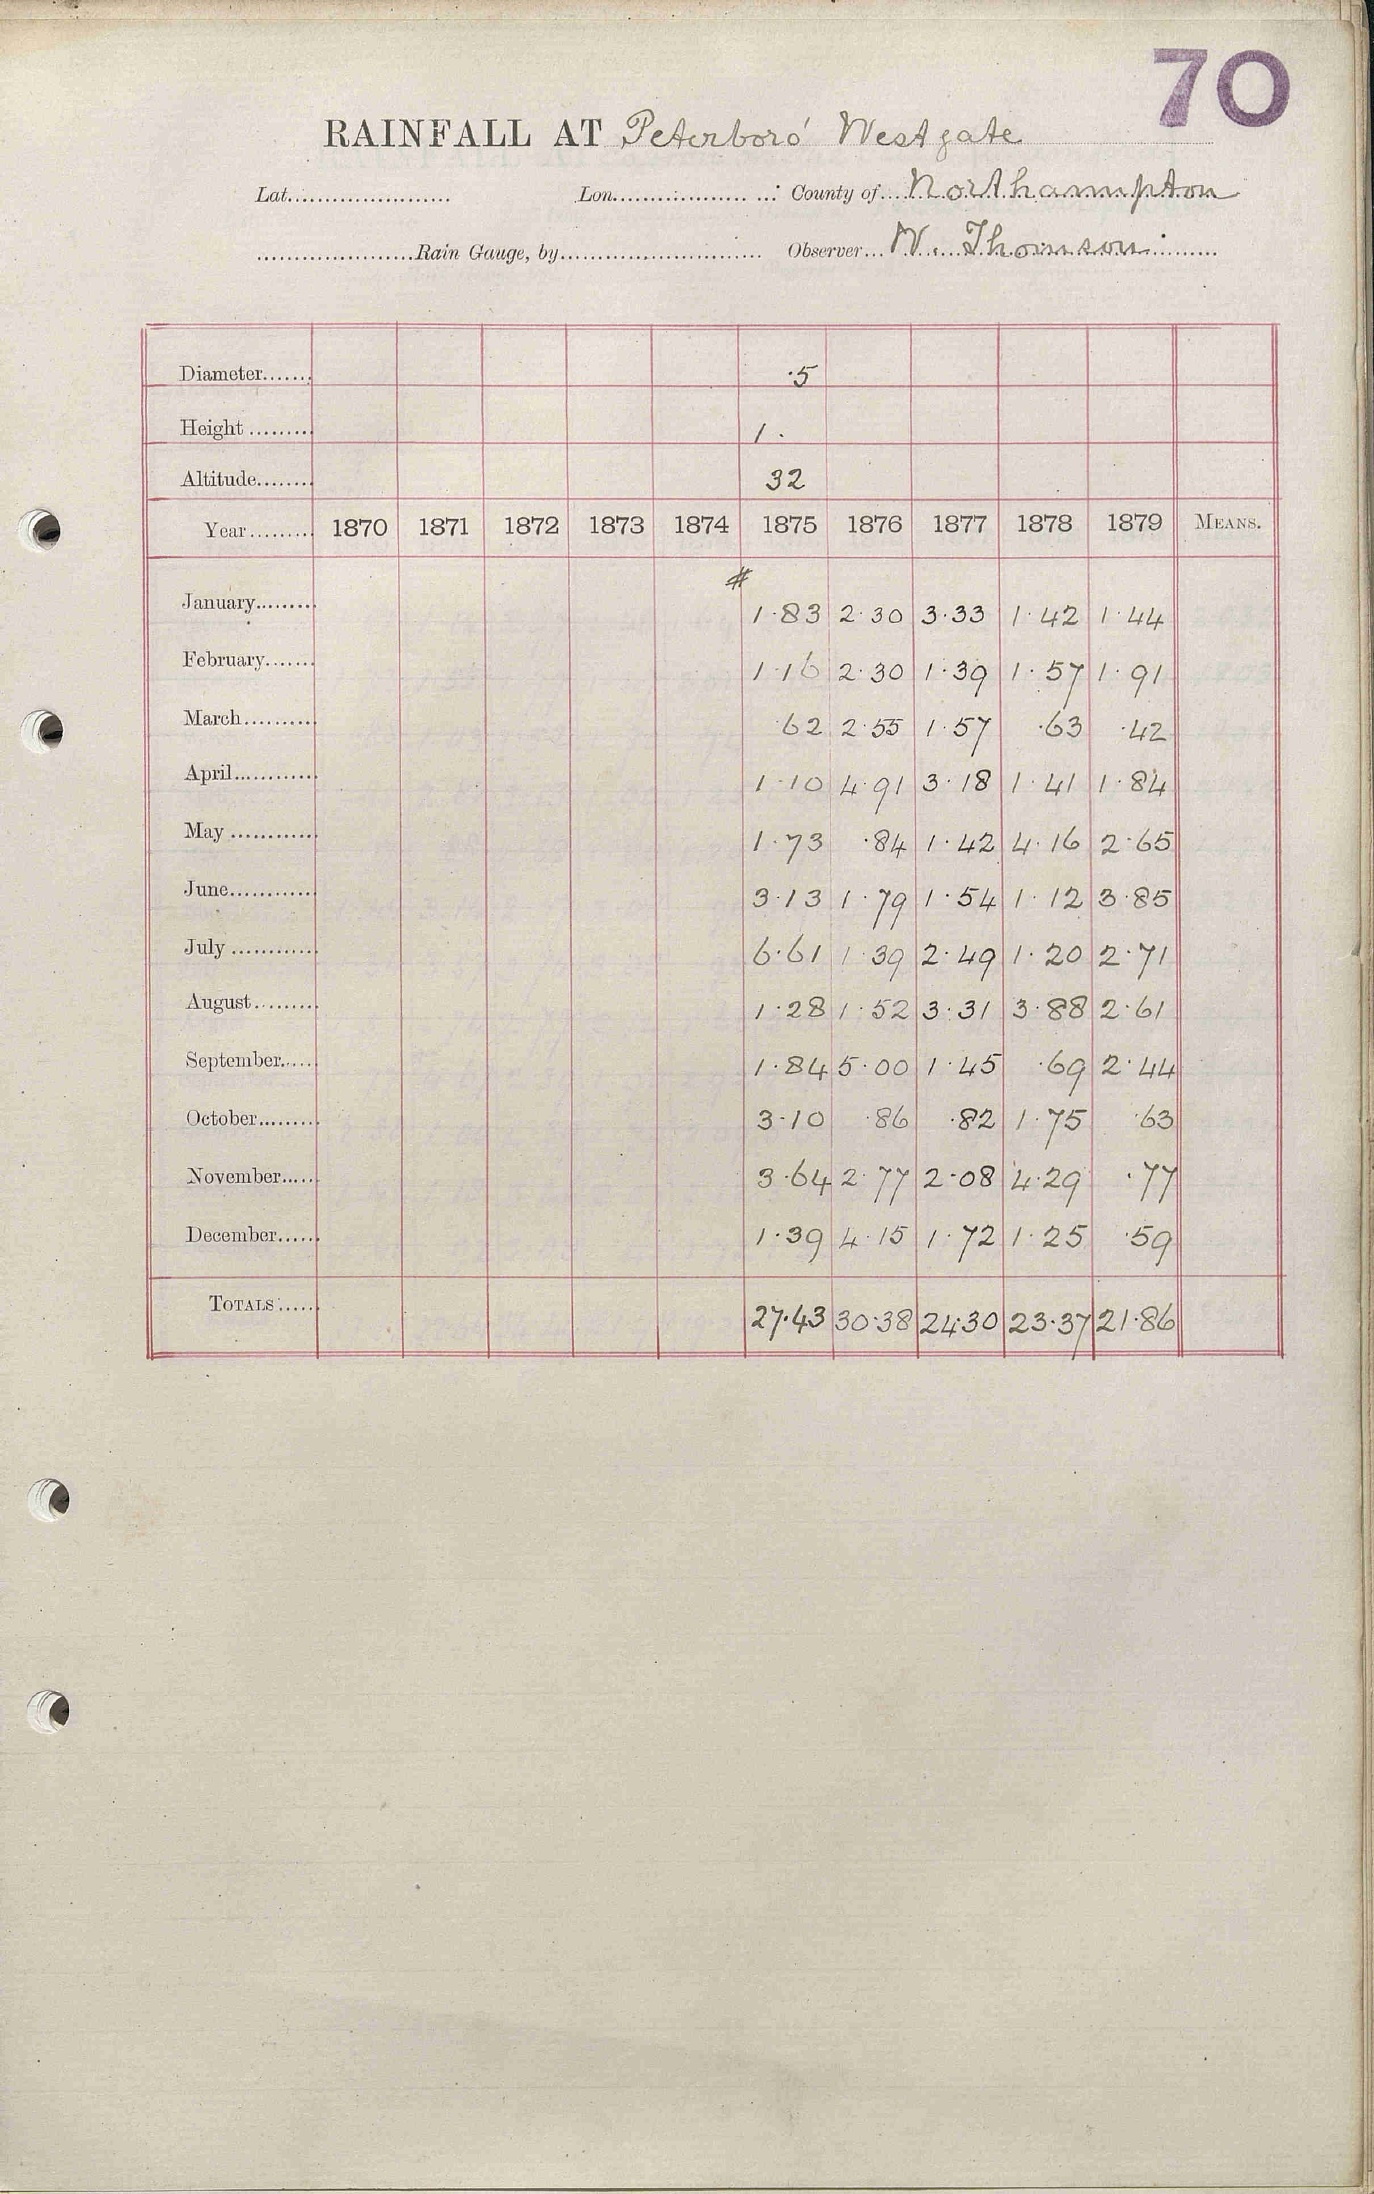 70
RAINFALL AT Peterboro' Westgate
Lat. Lon. County of Northampton
Rain Gauge, by Observer W. Thomson
Diameter ·5
Height 1·
Altitude 32
Year 1870 1871 1872 1873 1874 1875 1876 1877 1878 1879 MEANS.
#
January 1·83 2·30 3·33 1·42 1·44
February 1·16 2·30 1·39 1·57 1·91
March ·62 2·55 1·57 ·63 ·42
April 1·10 4·91 3·18 1·41 1·84
May 1·73 ·84 1·42 4·16 2·65
June 3·13 1·79 1·54 1·12 3·85
July 6·61 1·39 2·49 1·20 2·71
August 1·28 1·52 3·31 3·88 2·61
September 1·84 5·00 1·45 ·69 2·44
October 3·10 ·86 ·82 1·75 ·63
November 3·64 2·77 2·08 4·29 ·77
December 1·39 4·15 1·72 1·25 ·59
TOTALS 27·43 30·38 24·30 23·37 21·86